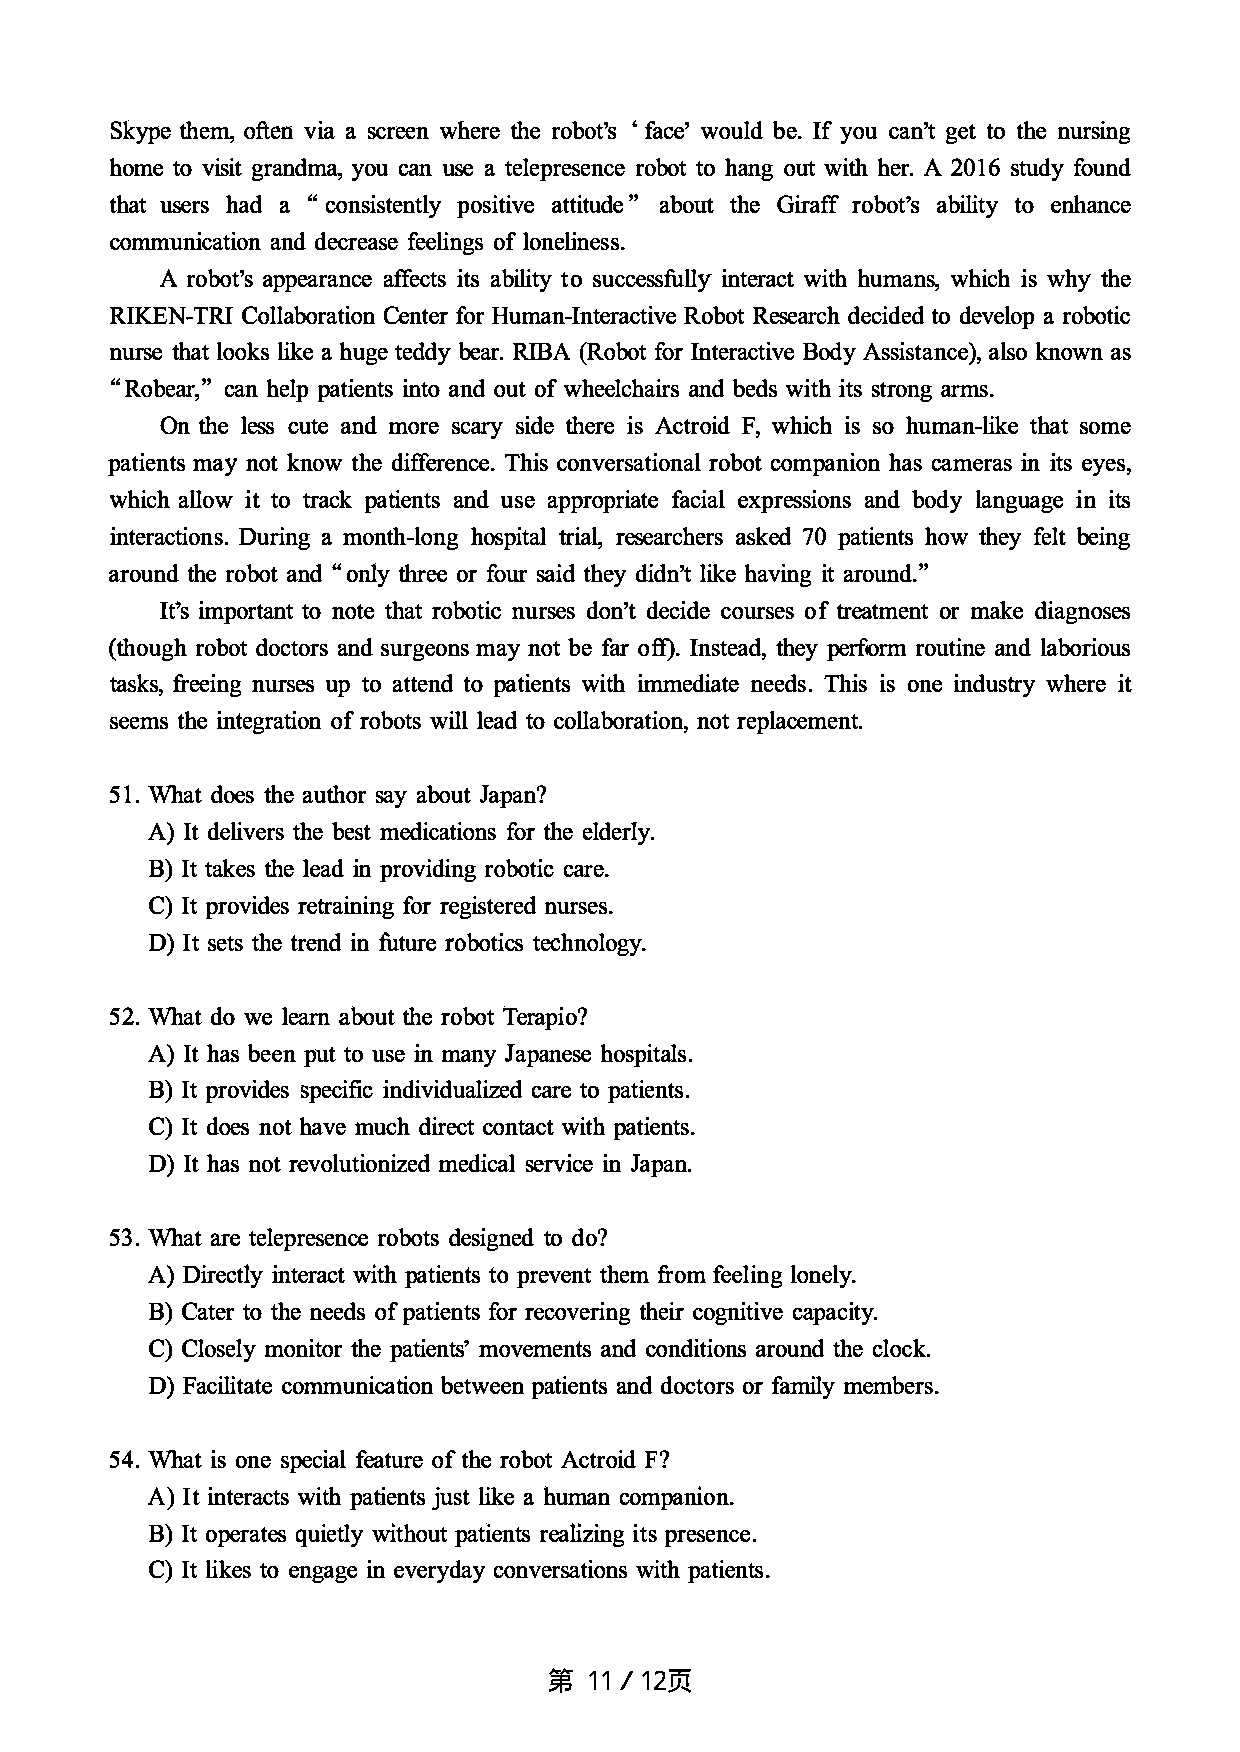 Skype them, often via a screen where the robot’s ‘ face’ would be. If you can’t get to the nursing
home to visit grandma, you can use a telepresence robot to hang out with her. A 2016 study found
that users had a “ consistently positive attitude” about the Giraff robot’s ability to enhance
communication and decrease feelings of loneliness.
A robot’s appearance affects its ability to successfully interact with humans, which is why the
RIKEN-TRI Collaboration Center for Human-Interactive Robot Research decided to develop a robotic
nurse that looks like a huge teddy bear. RIBA (Robot for Interactive Body Assistance), also known as
“Robear,” can help patients into and out of wheelchairs and beds with its strong arms.
On the less cute and more scary side there is Actroid F, which is so human-like that some
patients may not know the difference. This conversational robot companion has cameras in its eyes,
which allow it to track patients and use appropriate facial expressions and body language in its
interactions. During a month-long hospital trial, researchers asked 70 patients how they felt being
around the robot and “only three or four said they didn’t like having it around.”
It’s important to note that robotic nurses don’t decide courses of treatment or make diagnoses
(though robot doctors and surgeons may not be far off). Instead, they perform routine and laborious
tasks, freeing nurses up to attend to patients with immediate needs. This is one industry where it
seems the integration of robots will lead to collaboration, not replacement.
51. What does the author say about Japan?
A) It delivers the best medications for the elderly.
B) It takes the lead in providing robotic care.
C) It provides retraining for registered nurses.
D) It sets the trend in future robotics technology.
52. What do we learn about the robot Terapio?
A) It has been put to use in many Japanese hospitals.
B) It provides specific individualized care to patients.
C) It does not have much direct contact with patients.
D) It has not revolutionized medical service in Japan.
53. What are telepresence robots designed to do?
A) Directly interact with patients to prevent them from feeling lonely.
B) Cater to the needs of patients for recovering their cognitive capacity.
C) Closely monitor the patients’ movements and conditions around the clock.
D) Facilitate communication between patients and doctors or family members.
54. What is one special feature of the robot Actroid F?
A) It interacts with patients just like a human companion.
B) It operates quietly without patients realizing its presence.
C) It likes to engage in everyday conversations with patients.
第 11 / 12页